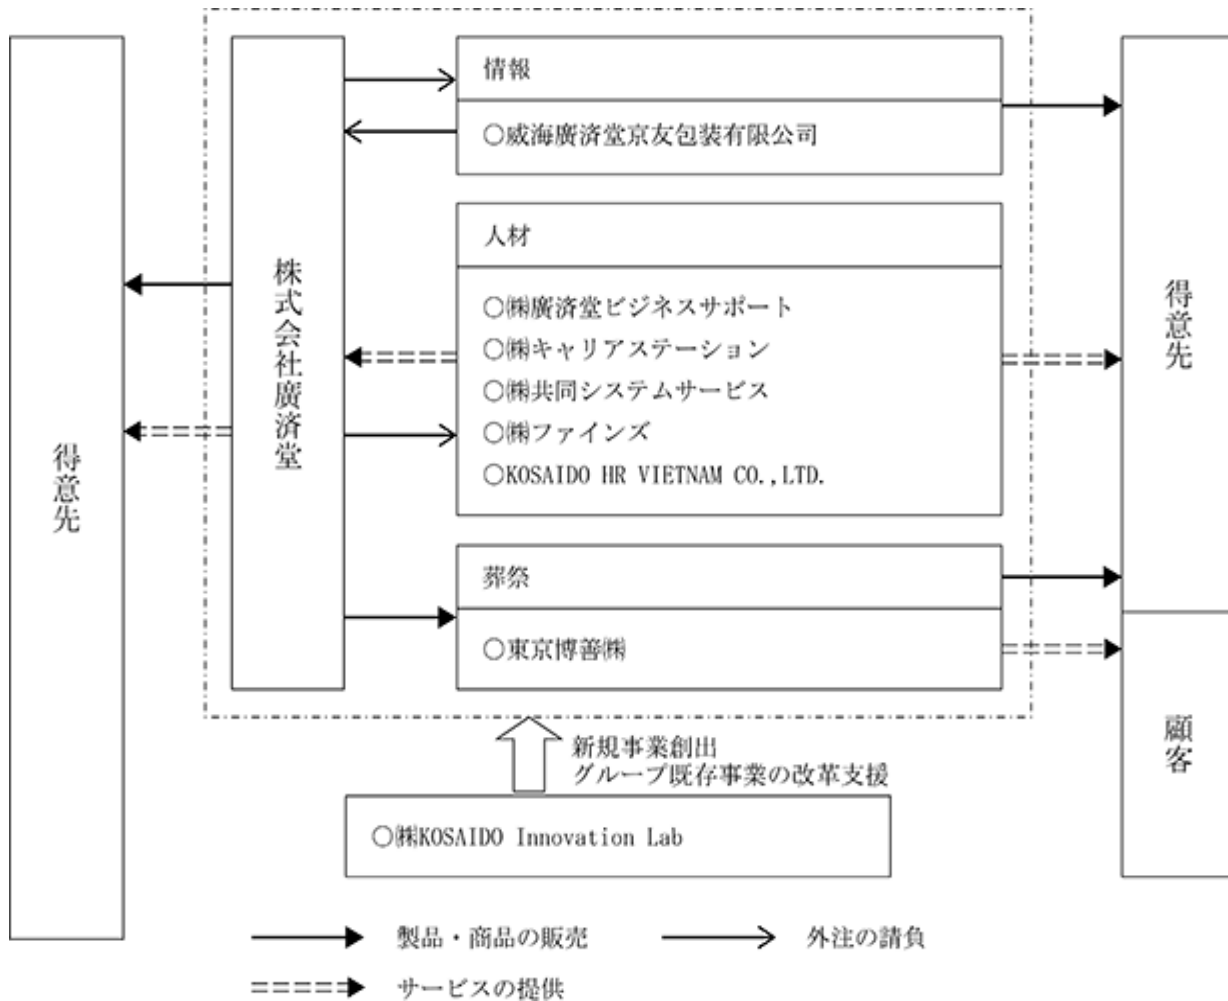 得意先
株式会社廣済堂
情報
○威海廣済堂京友包装有限公司
人材
○㈱廣済堂ビジネスサポート
○㈱キャリアステーション
○㈱共同システムサービス
○㈱ファインズ
○KOSAIDO HR VIETNAM CO.,LTD.
葬祭
○東京博善㈱
得意先
顧客
新規事業創出
グループ既存事業の改革支援
○㈱KOSAIDO Innovation Lab
製品・商品の販売
外注の請負
サービスの提供